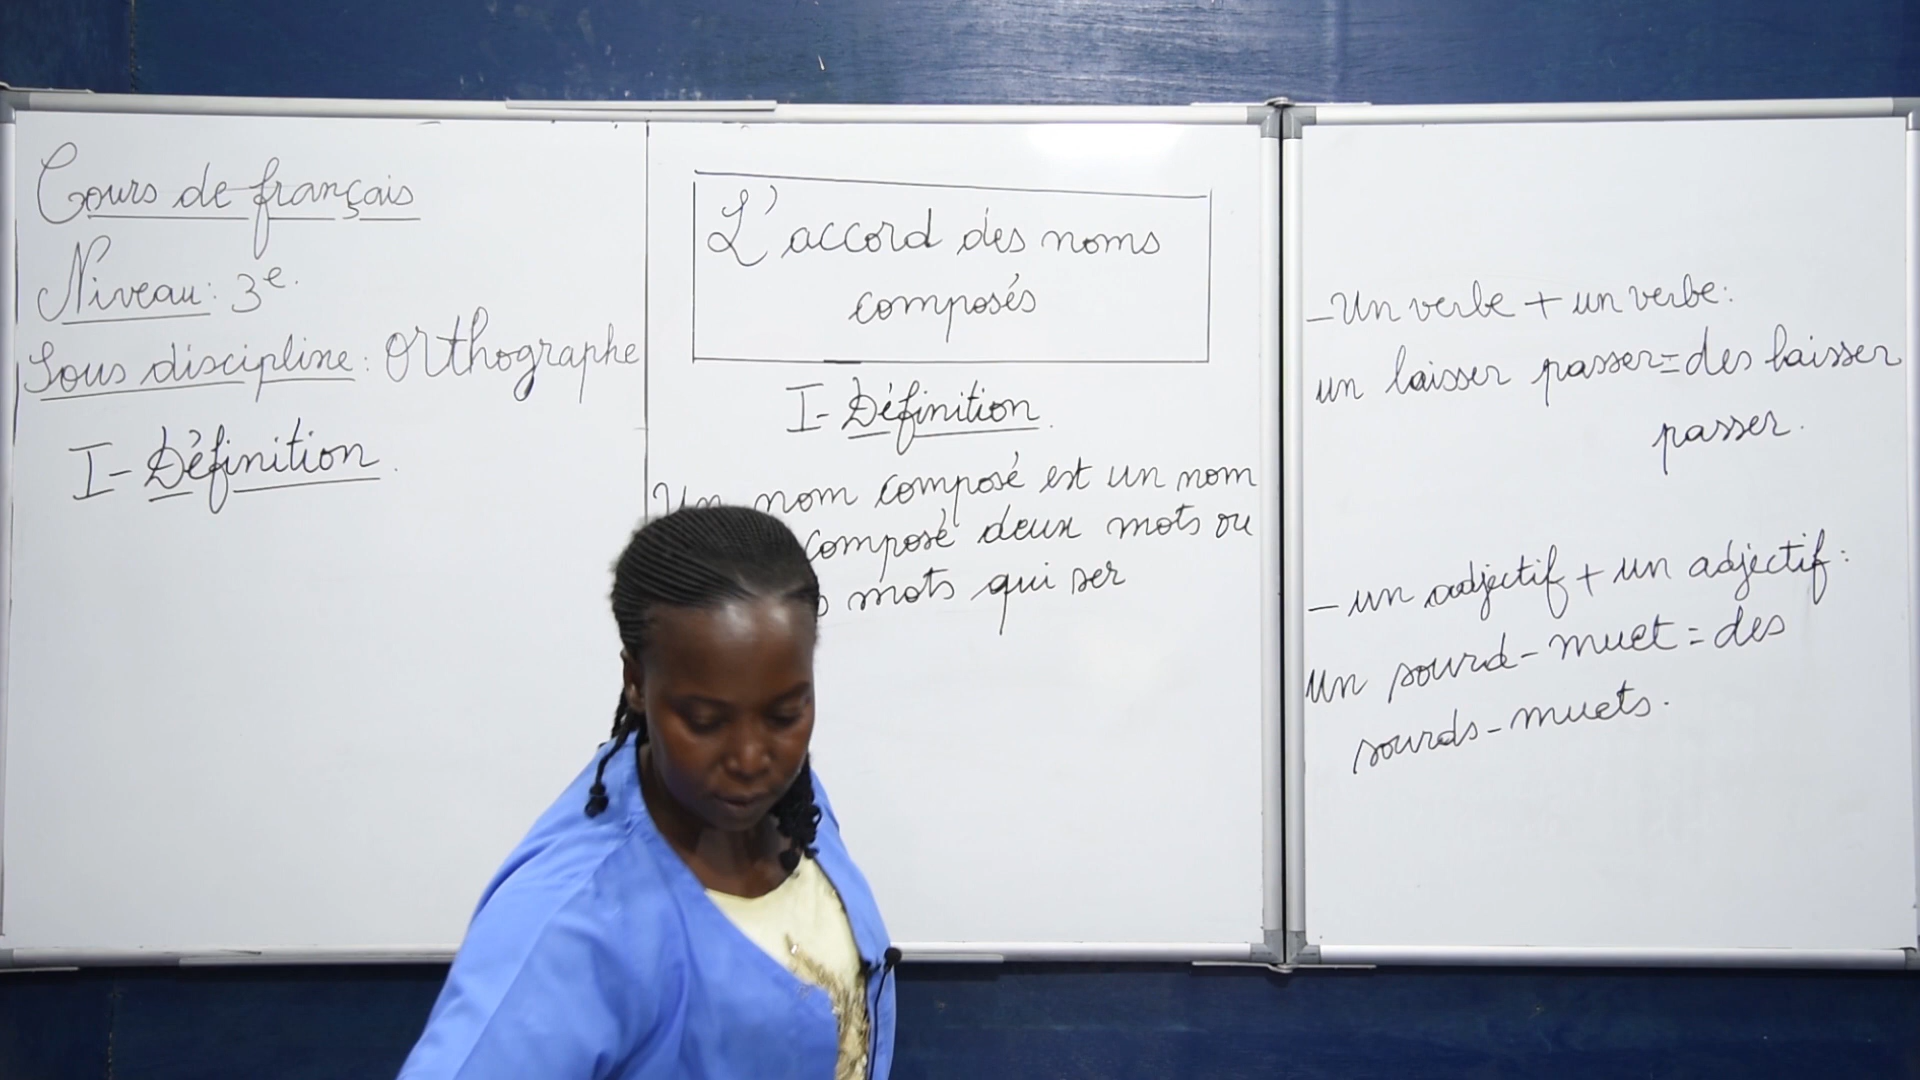 Cours de français
Niveau: 3e.
Sous discipline: Orthographe
I- Définition.
L'accord des noms
composés
I- Définition.
Un nom composé est un nom
composé deux mots ou
mots qui ser
- Un verbe + un verbe:
un laisser passer = des laisser
passer.
- un adjectif + un adjectif:
un sourd-muet = des
sourds-muets.